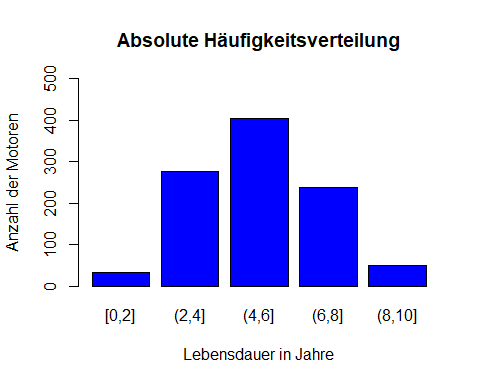 Absolute Häufigkeitsverteilung
Anzahl der Motoren
500
400
300
200
100
0
[0,2] (2,4] (4,6] (6,8] (8,10]
Lebensdauer in Jahre